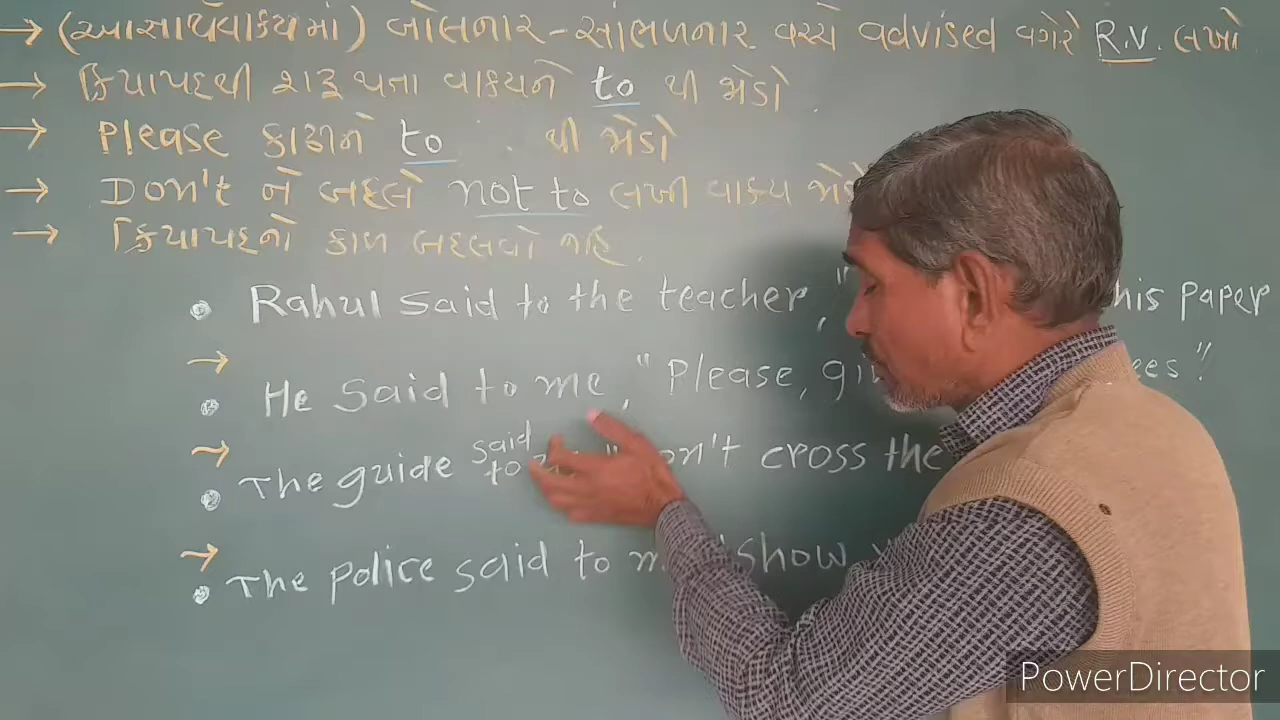 → (આજ્ઞાર્થવાક્યમાં) બોલનાર-સાંભળનાર વચ્ચે advised વગેરે R.V. લખો
→ ક્રિયાપદથી શરૂ થતા વાક્યને to થી જોડો.
→ Please કાઢીને to થી જોડો
→ Don't ને બદલે not to લખી વાક્ય જોડો
→ ક્રિયાપદનો કાળ બદલવો નહિ.
• Rahul said to the teacher, " his paper
→
• He said to me, "Please, ees"!
→ said
• The guide to cross the
→
• The police said to show
PowerDirector